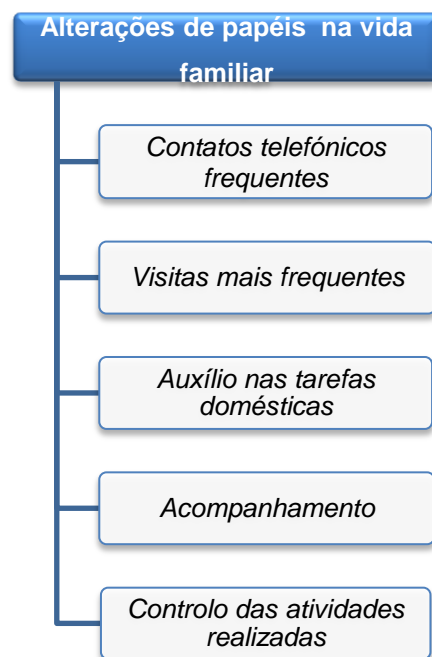 Alterações de papéis na vida
familiar
Contatos telefónicos
frequentes
Visitas mais frequentes
Auxílio nas tarefas
domésticas
Acompanhamento
Controlo das atividades
realizadas